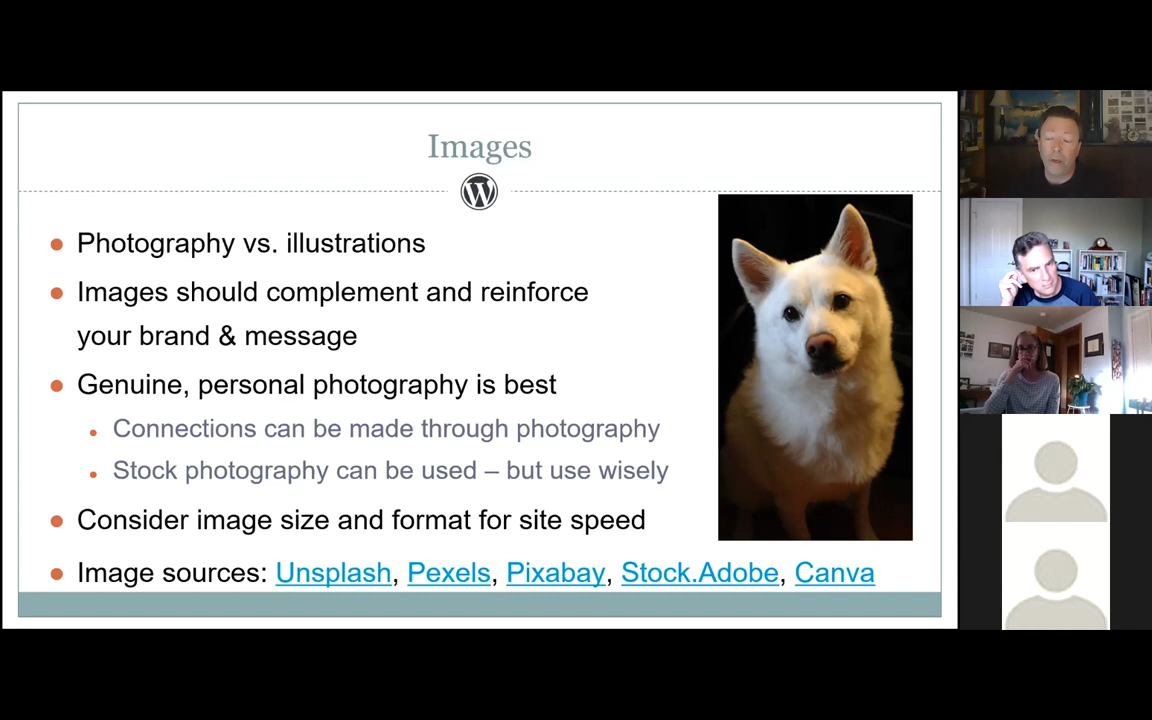 Images
Photography vs. illustrations
Images should complement and reinforce
your brand & message
Genuine, personal photography is best
Connections can be made through photography
Stock photography can be used – but use wisely
Consider image size and format for site speed
Image sources: Unsplash, Pexels, Pixabay, Stock.Adobe, Canva